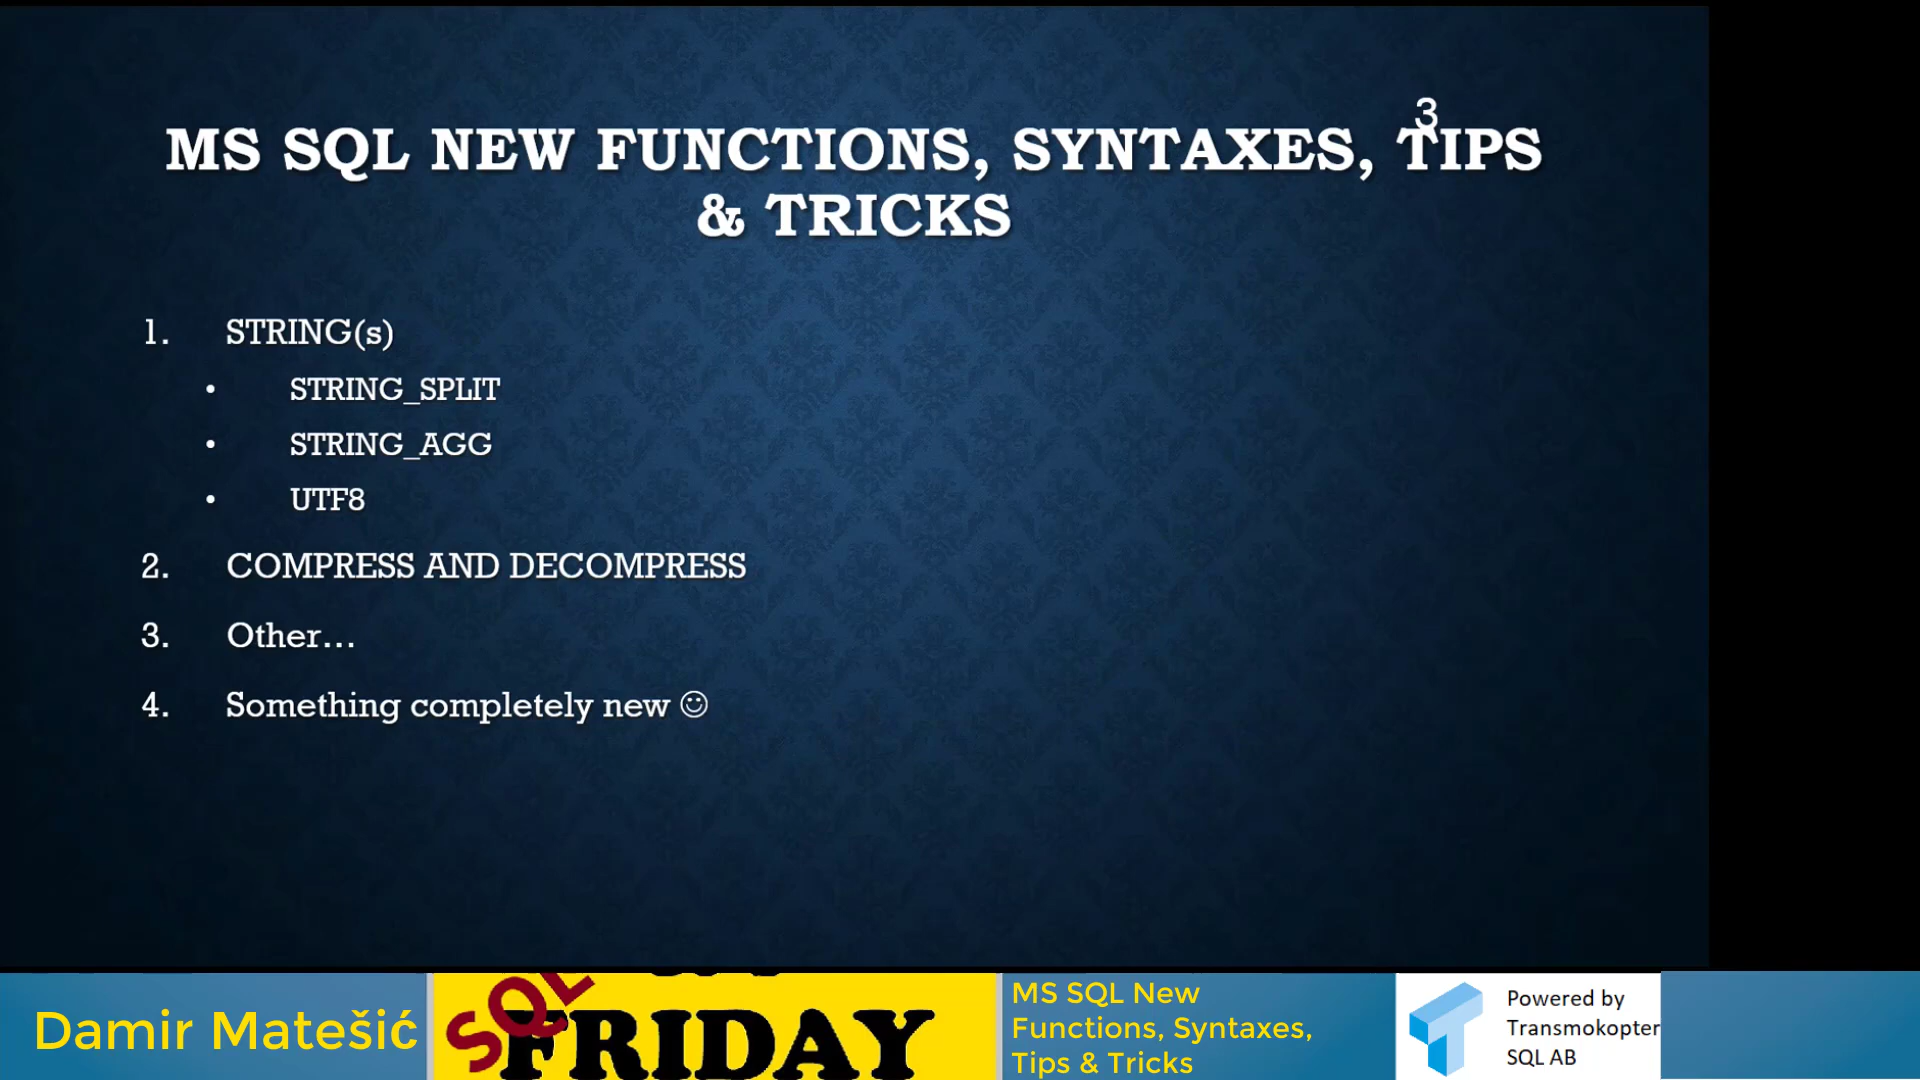 3
MS SQL NEW FUNCTIONS, SYNTAXES, TIPS
& TRICKS
1. STRING(s)
• STRING_SPLIT
• STRING_AGG
• UTF8
2. COMPRESS AND DECOMPRESS
3. Other...
4. Something completely new ☺
Damir Matešić
SQL
FRIDAY
MS SQL New
Functions, Syntaxes,
Tips & Tricks
Powered by
Transmokopter
SQL AB